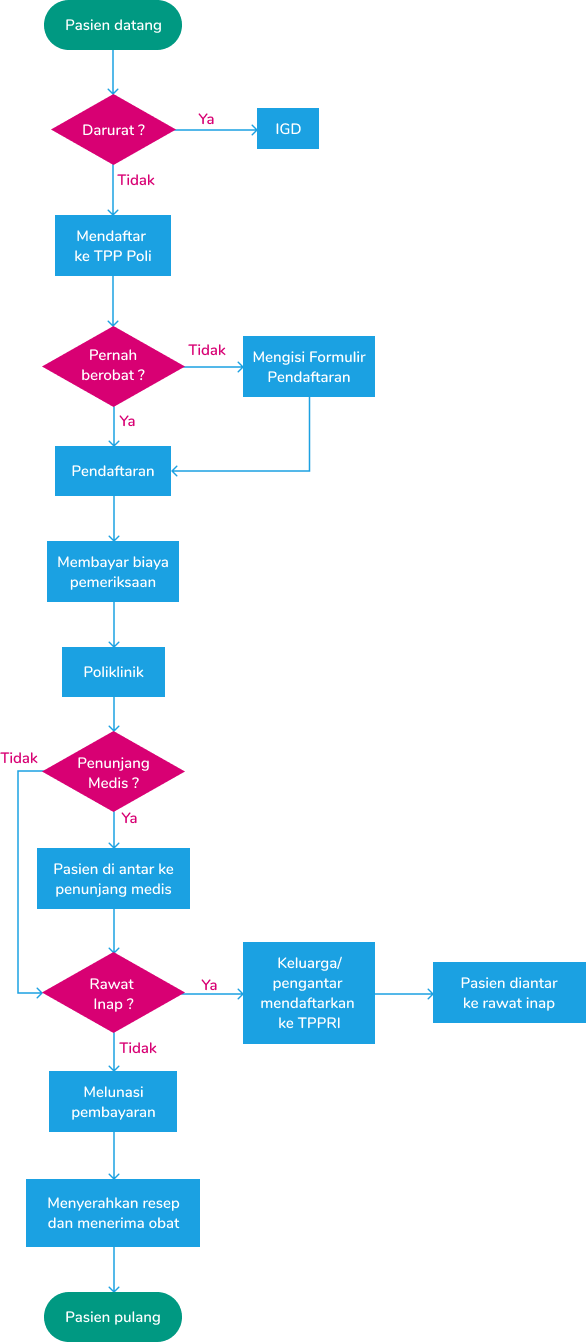 Pasien datang
Darurat ?
Ya
IGD
Tidak
Mendaftar
ke TPP Poli
Pernah
berobat ?
Tidak
Mengisi Formulir
Pendaftaran
Ya
Pendaftaran
Membayar biaya
pemeriksaan
Poliklinik
Penunjang
Medis ?
Tidak
Ya
Pasien di antar ke
penunjang medis
Rawat
Inap ?
Ya
Keluarga/
pengantar
mendaftarkan
ke TPPRI
Pasien diantar
ke rawat inap
Tidak
Melunasi
pembayaran
Menyerahkan resep
dan menerima obat
Pasien pulang